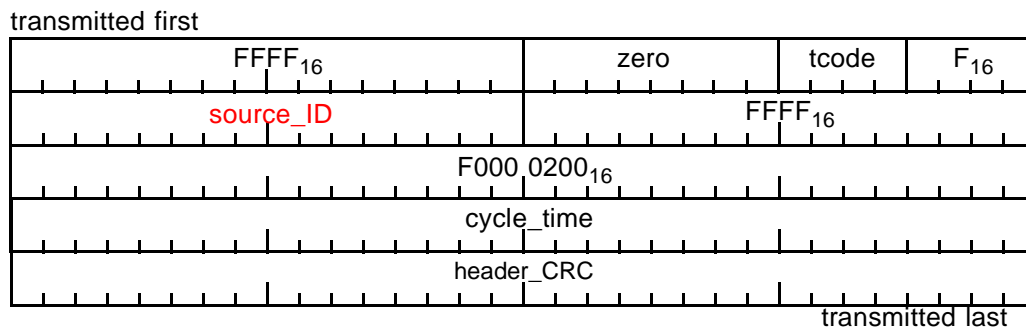 transmitted first
FFFF16 zero tcode F16
source_ID FFFF16
F000 020016
cycle_time
header_CRC
transmitted last